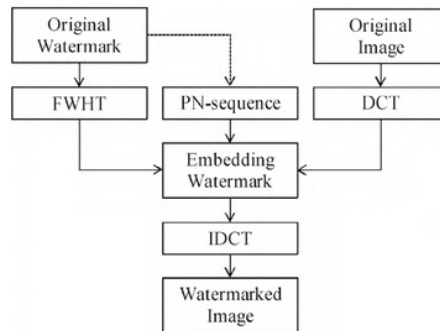 Original
Watermark
Original
Image
FWHT
PN-sequence
DCT
Embedding
Watermark
IDCT
Watermarked
Image